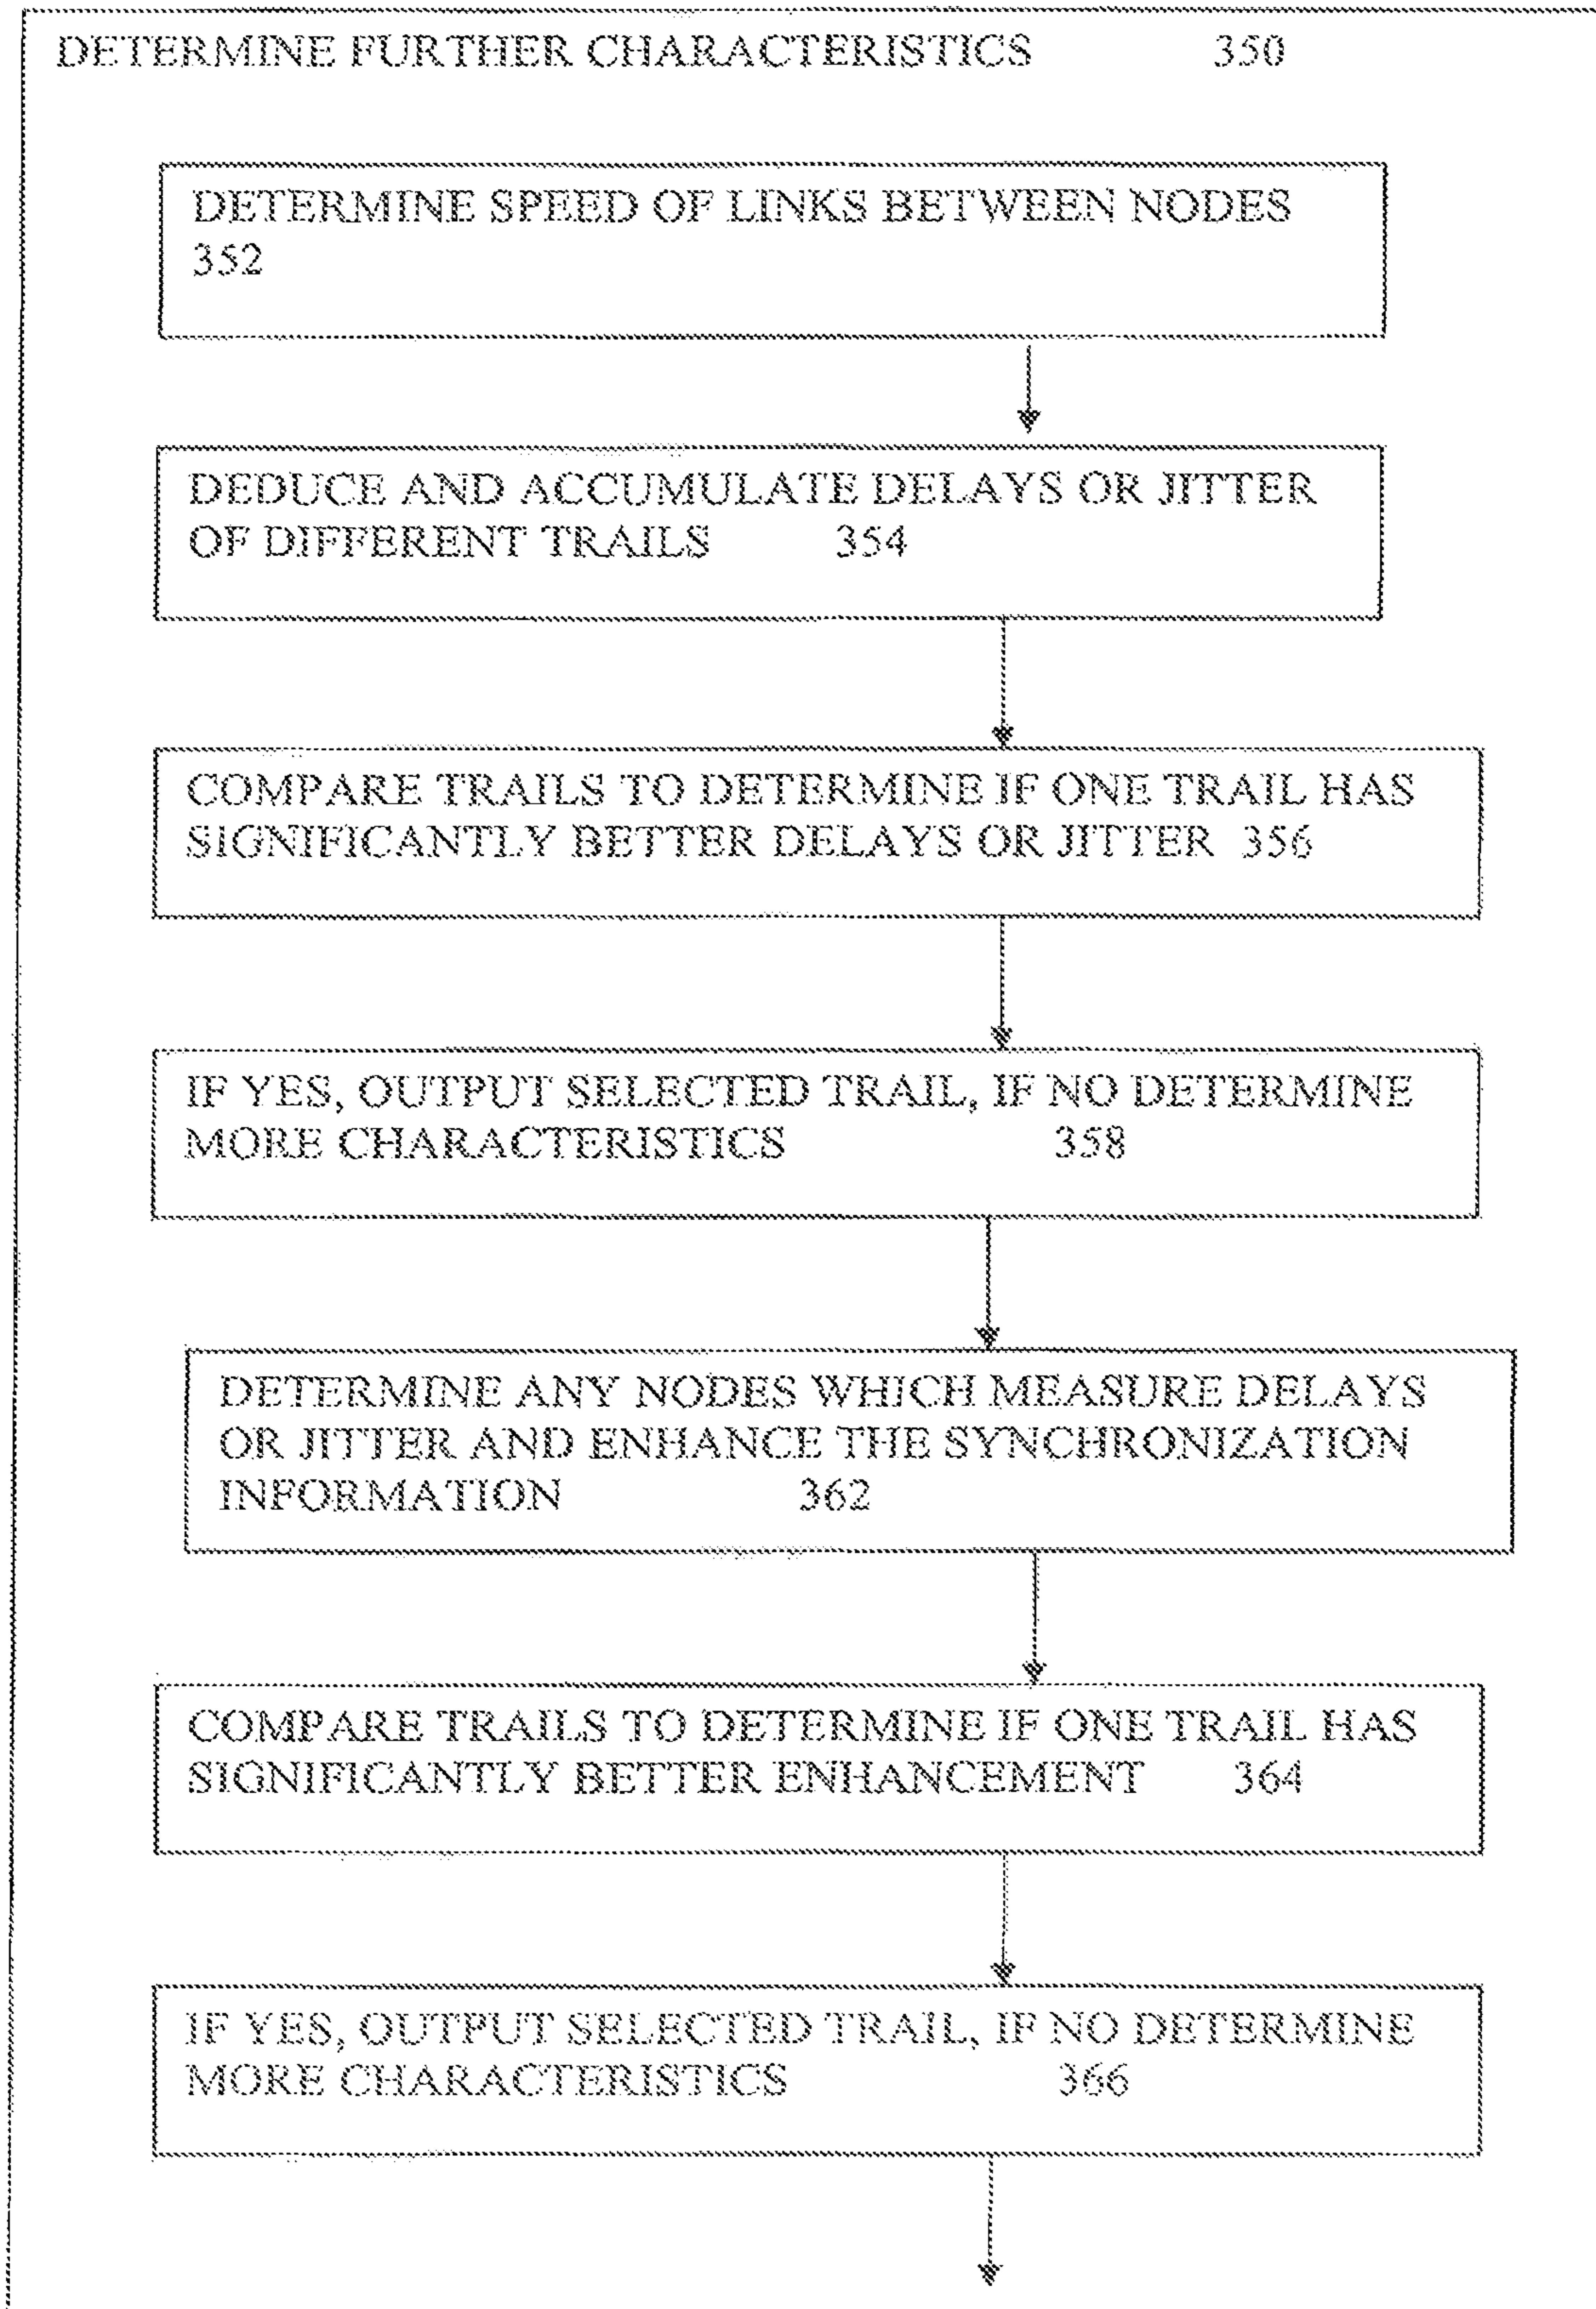 DETERMINE FURTHER CHARACTERISTICS 350
DETERMINE SPEED OF LINKS BETWEEN NODES
352
DEDUCE AND ACCUMULATE DELAYS OR JITTER
OF DIFFERENT TRAILS 354
COMPARE TRAILS TO DETERMINE IF ONE TRAIL HAS
SIGNIFICANTLY BETTER DELAYS OR JITTER 356
IF YES, OUTPUT SELECTED TRAIL, IF NO DETERMINE
MORE CHARACTERISTICS 358
DETERMINE ANY NODES WHICH MEASURE DELAYS
OR JITTER AND ENHANCE THE SYNCHRONIZATION
INFORMATION 362
COMPARE TRAILS TO DETERMINE IF ONE TRAIL HAS
SIGNIFICANTLY BETTER ENHANCEMENT 364
IF YES, OUTPUT SELECTED TRAIL, IF NO DETERMINE
MORE CHARACTERISTICS 366